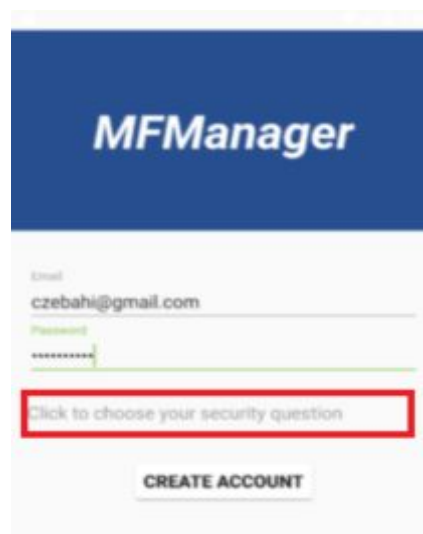 MFManager
Email
czebahi@gmail.com
Password
••••••••••
Click to choose your security question
CREATE ACCOUNT